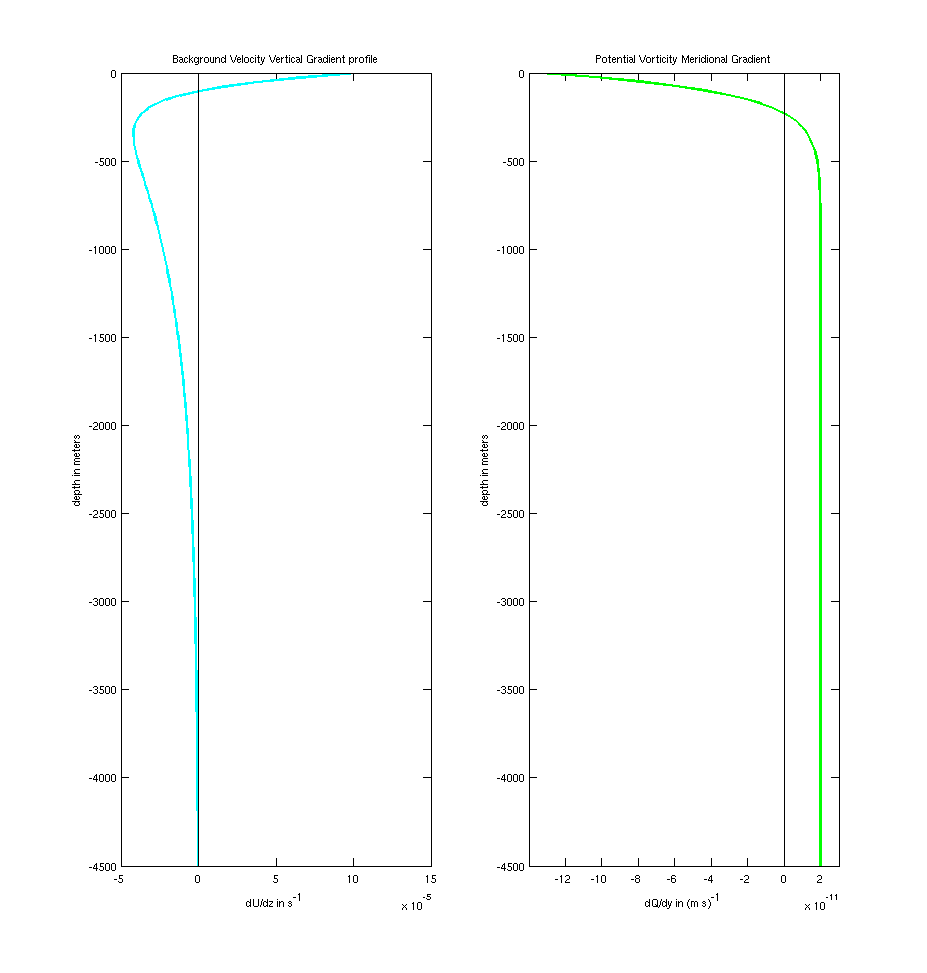 Background Velocity Vertical Gradient profile
0
-500
-1000
-1500
-2000
-2500
-3000
-3500
-4000
-4500
depth in meters
-5 0 5 10 15
dU/dz in s-1
x 10-5
Potential Vorticity Meridional Gradient
0
-500
-1000
-1500
-2000
-2500
-3000
-3500
-4000
-4500
depth in meters
-12 -10 -8 -6 -4 -2 0 2
dQ/dy in (m s)-1
x 10-11